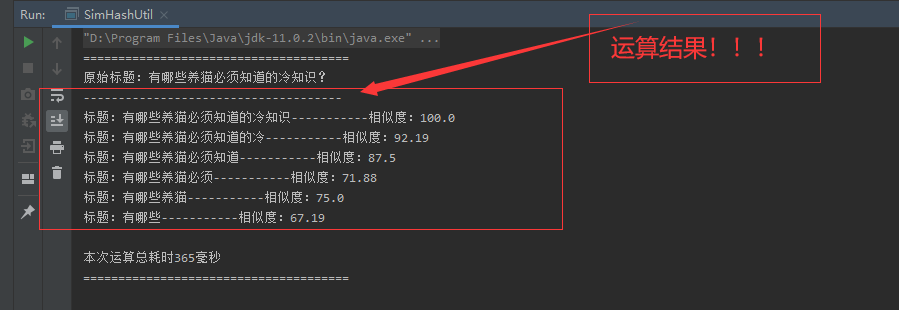 Run: SimHashUtil ×
"D:\Program Files\Java\jdk-11.0.2\bin\java.exe" ...
======================================
原始标题：有哪些养猫必须知道的冷知识？
-------------------------------------
标题：有哪些养猫必须知道的冷知识-----------相似度：100.0
标题：有哪些养猫必须知道的冷-----------相似度：92.19
标题：有哪些养猫必须知道-----------相似度：87.5
标题：有哪些养猫必须-----------相似度：71.88
标题：有哪些养猫-----------相似度：75.0
标题：有哪些-----------相似度：67.19
本次运算总耗时365毫秒
======================================
运算结果！！！